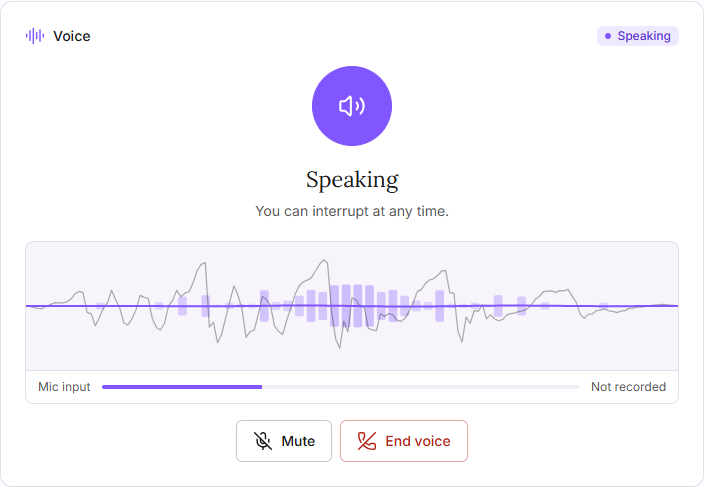 Voice
Speaking
Speaking
You can interrupt at any time.
Mic input
Not recorded
Mute
End voice